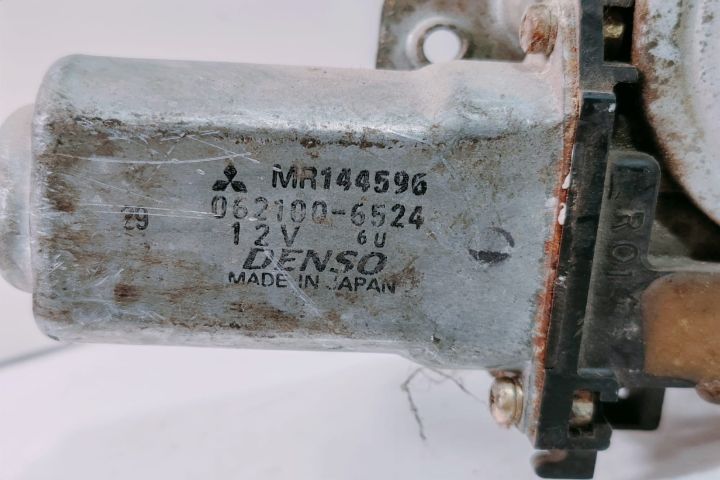 MR144596
29
062100-6524
12V 6U
DENSO
MADE IN JAPAN